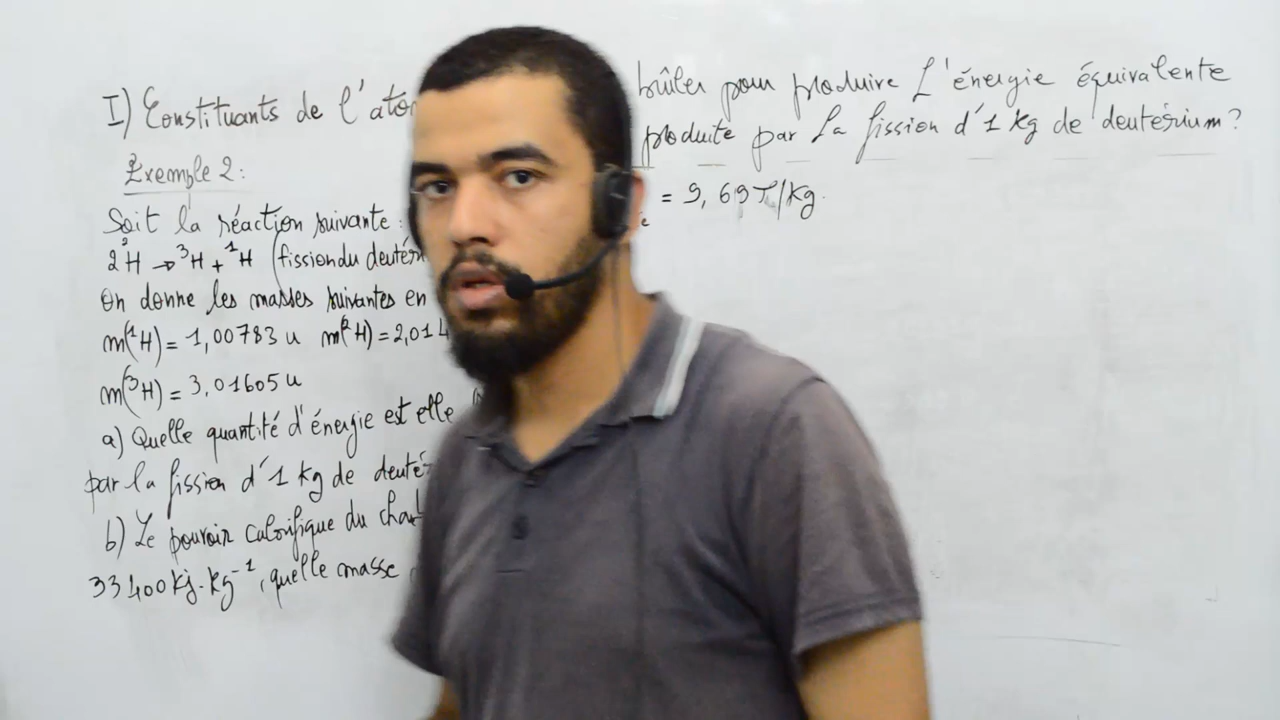 I) Constituants de l'ato
Exemple 2:
Soit la réaction suivante :
2 ²H → ³H + ¹H (fission du deutéri
On donne les masses suivantes en
m(¹H) = 1,00783 u m(²H) = 2,014
m(³H) = 3,01605 u
a) Quelle quantité d'énergie est elle
par la fission d'1 kg de deuté
b) Le pouvoir calorifique du cha
33400 kj.kg⁻¹, quelle masse
brûler pour produire L'énergie équivalente
produite par la fission d'1 kg de deutérium ?
= 9,69 T/kg